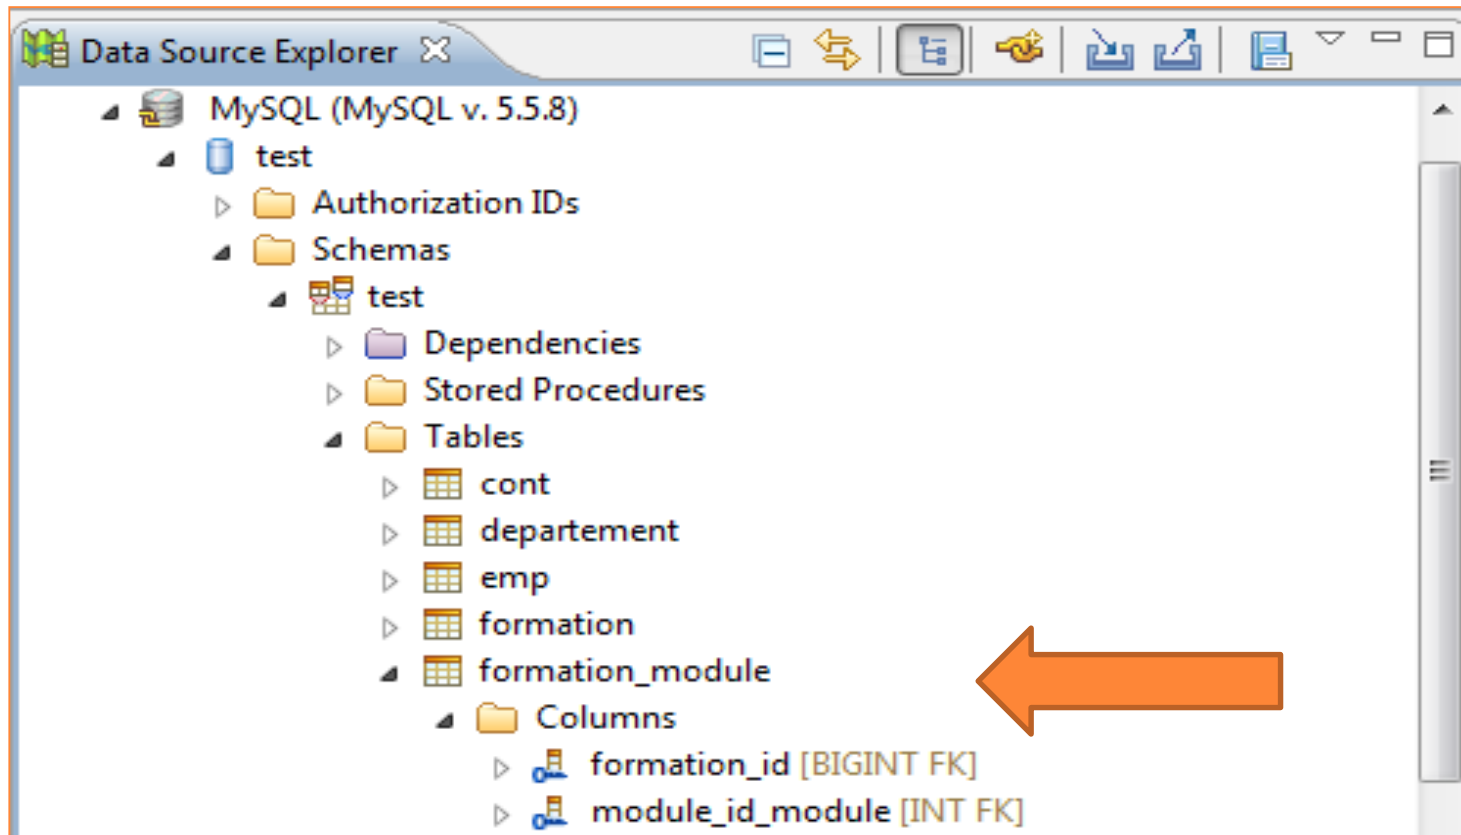 Data Source Explorer
MySQL (MySQL v. 5.5.8)
test
Authorization IDs
Schemas
test
Dependencies
Stored Procedures
Tables
cont
departement
emp
formation
formation_module
Columns
formation_id [BIGINT FK]
module_id_module [INT FK]